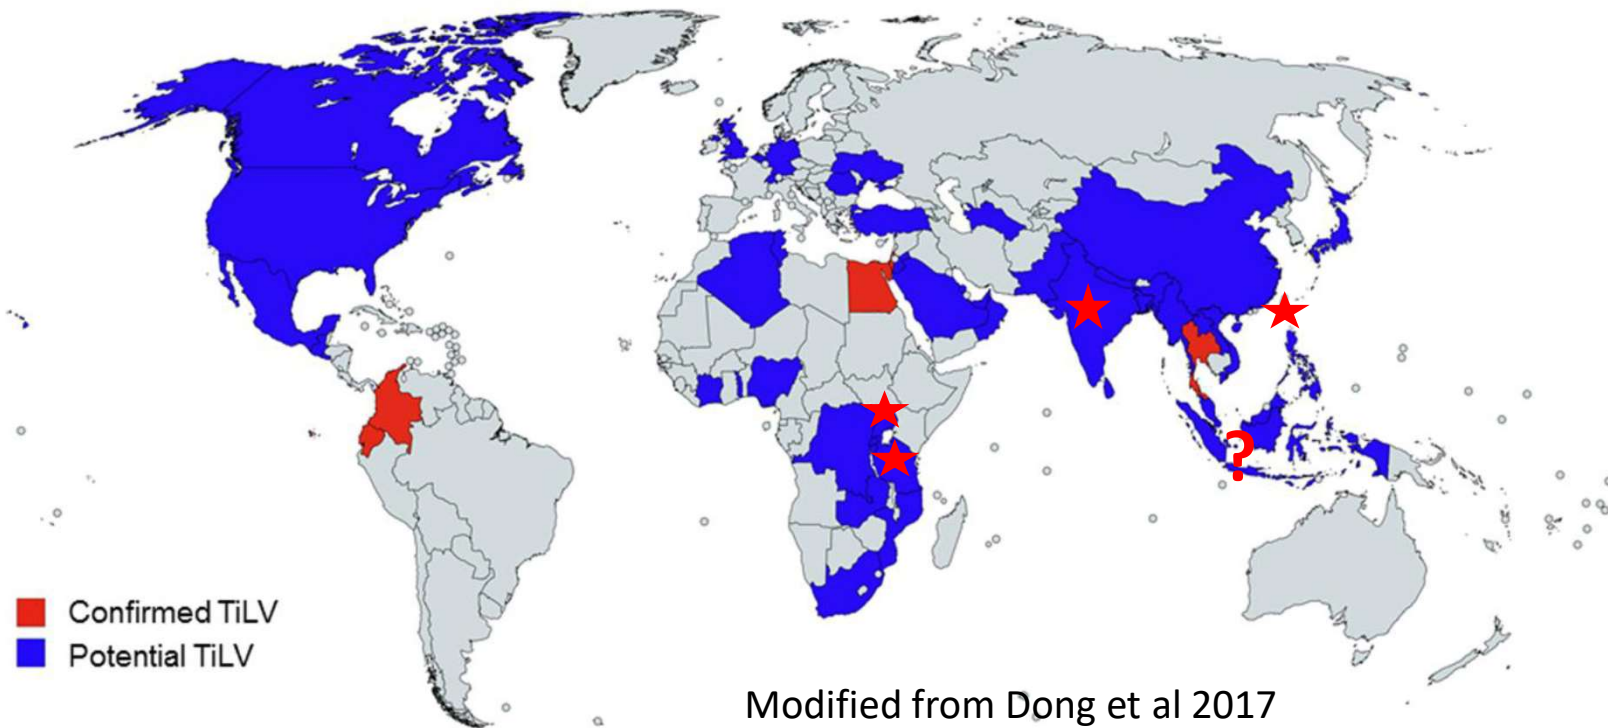 ?
Confirmed TiLV
Potential TiLV
Modified from Dong et al 2017